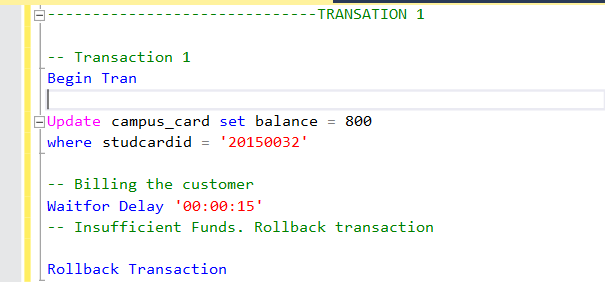 ------------------------------TRANSATION 1
-- Transaction 1
Begin Tran
Update campus_card set balance = 800
where studcardid = '20150032'
-- Billing the customer
Waitfor Delay '00:00:15'
-- Insufficient Funds. Rollback transaction
Rollback Transaction